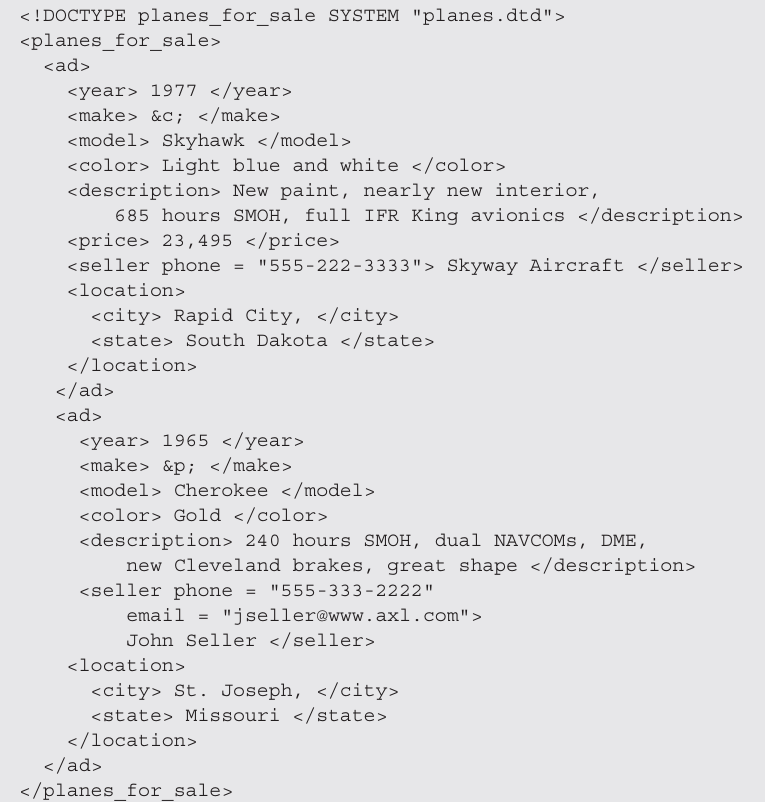 <!DOCTYPE planes_for_sale SYSTEM "planes.dtd">
<planes_for_sale>
  <ad>
    <year> 1977 </year>
    <make> &c; </make>
    <model> Skyhawk </model>
    <color> Light blue and white </color>
    <description> New paint, nearly new interior,
        685 hours SMOH, full IFR King avionics </description>
    <price> 23,495 </price>
    <seller phone = "555-222-3333"> Skyway Aircraft </seller>
    <location>
      <city> Rapid City, </city>
      <state> South Dakota </state>
    </location>
   </ad>
   <ad>
     <year> 1965 </year>
     <make> &p; </make>
     <model> Cherokee </model>
     <color> Gold </color>
     <description> 240 hours SMOH, dual NAVCOMs, DME,
         new Cleveland brakes, great shape </description>
     <seller phone = "555-333-2222"
         email = "jseller@www.axl.com">
         John Seller </seller>
    <location>
      <city> St. Joseph, </city>
      <state> Missouri </state>
    </location>
  </ad>
</planes_for_sale>